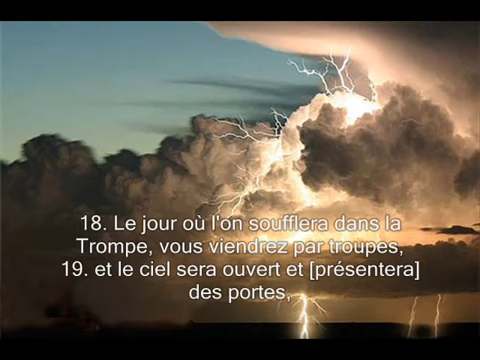 18. Le jour où l'on soufflera dans la
Trompe, vous viendrez par troupes,
19. et le ciel sera ouvert et [présentera]
des portes,